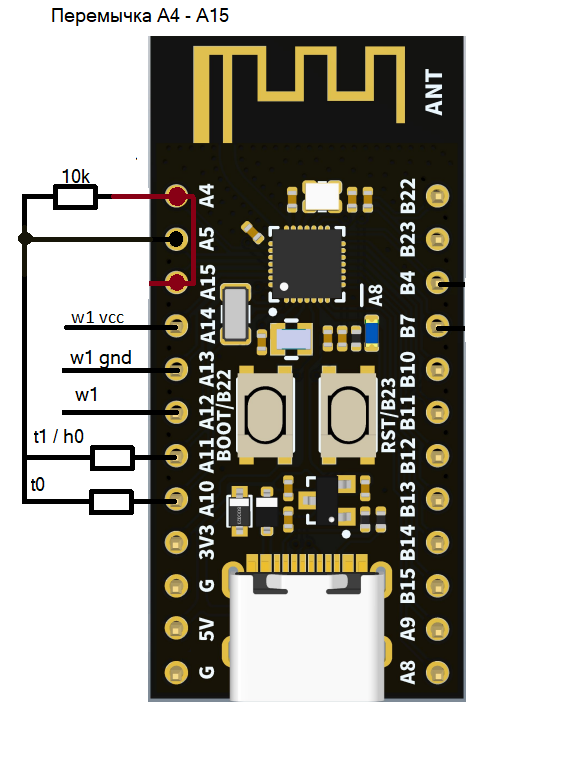 Перемычка A4 - A15
ANT
10k
A4
A5
A15
w1 vcc
A14
w1 gnd
A13
w1
A12
t1 / h0
A11
t0
A10
3V3
G
5V
G
BOOT/B22
RST/B23
A8
B22
B23
B4
B7
B10
B11
B12
B13
B14
B15
A9
A8